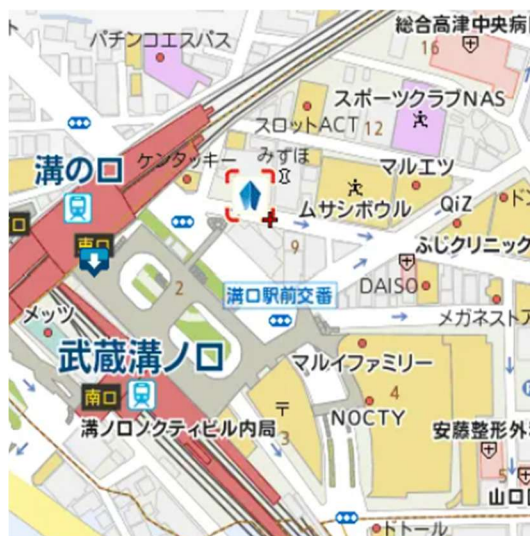 総合高津中央病
16
パチンコエスパス
スポーツクラブNAS
スロットACT
12
溝の口
ケンタッキー
みずほ
マルエツ
ムサシボウル
QiZ
ド
口
東口
9
ふじクリニック
2
溝口駅前交番
DAISO
メッツ
メガネストア
武蔵溝ノ口
マルイファミリー
南口
4
〒
NOCTY
溝ノ口ノクティビル内局
3
安藤整形外
5
山口
ドトール